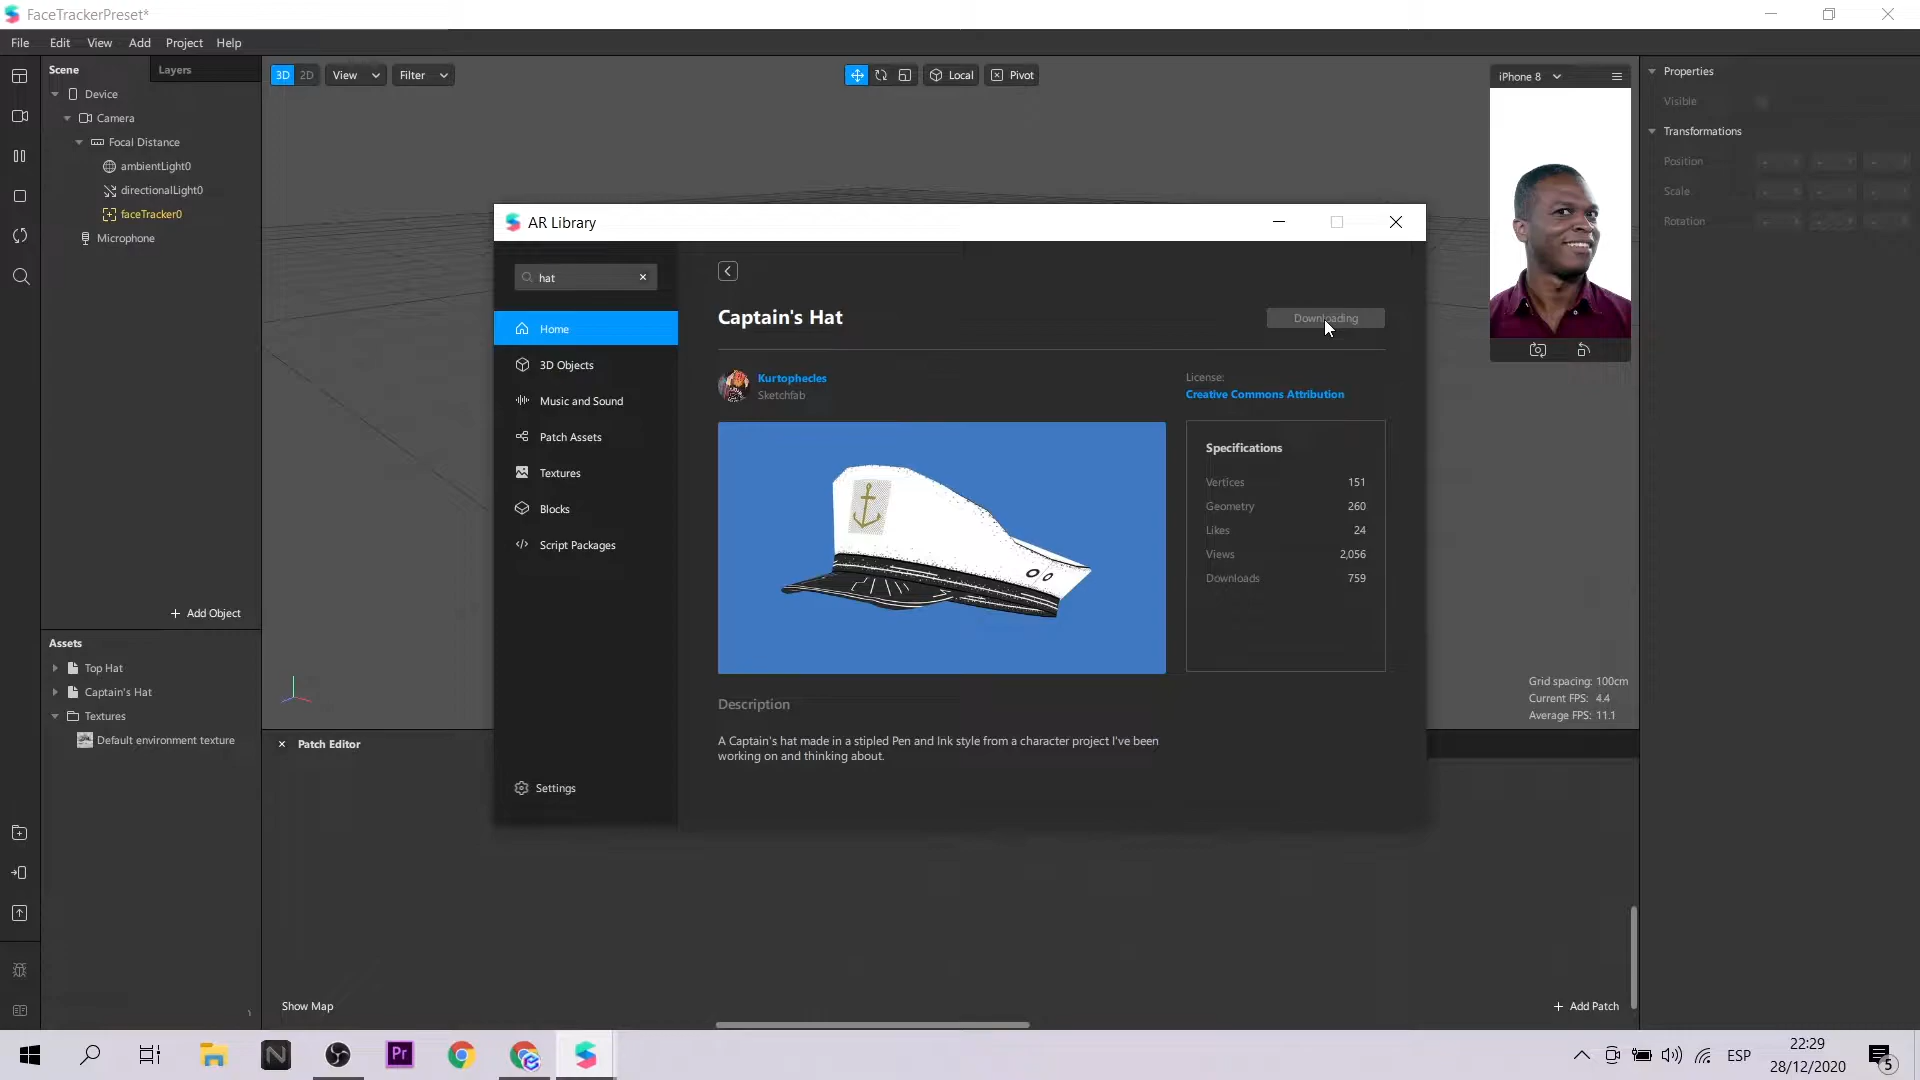 FaceTrackerPreset*
File Edit View Add Project Help
Scene Layers
Device
Camera
Focal Distance
ambientLight0
directionalLight0
faceTracker0
Microphone
+ Add Object
Assets
Top Hat
Captain's Hat
Textures
Default environment texture
3D 2D View Filter Local Pivot
iPhone 8
Properties
Visible
Transformations
Position
Scale
Rotation
AR Library
hat
Home
3D Objects
Music and Sound
Patch Assets
Textures
Blocks
Script Packages
Settings
Captain's Hat
Downloading
Kurtophecles
Sketchfab
License:
Creative Commons Attribution
Specifications
Vertices 151
Geometry 260
Likes 24
Views 2,056
Downloads 759
Description
A Captain's hat made in a stipled Pen and Ink style from a character project I've been
working on and thinking about.
Grid spacing: 100cm
Current FPS: 4.4
Average FPS: 11.1
Patch Editor
Show Map
+ Add Patch
N
Pr
ESP
22:29
28/12/2020
5